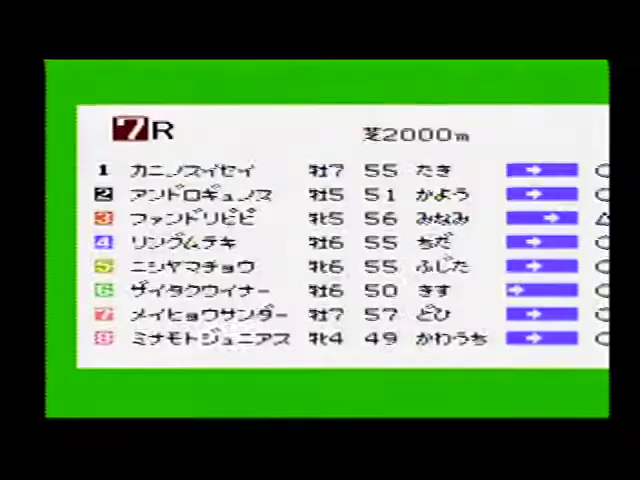 7R 芝2000m
1 カニノスイセイ 牡7 55 たき → ○
2 アンドロギュノス 牡5 51 かよう → ○
3 ファンドリピピ 牝5 56 みなみ → △
4 リングムテキ 牡6 55 ちだ → ○
5 ニシヤマチョウ 牝6 55 ふじた → ○
6 ザイタクウイナー 牡6 50 きす → ○
7 メイヒョウサンダー 牡7 57 どひ → ○
8 ミナモトジュニアス 牝4 49 かわうち → ○